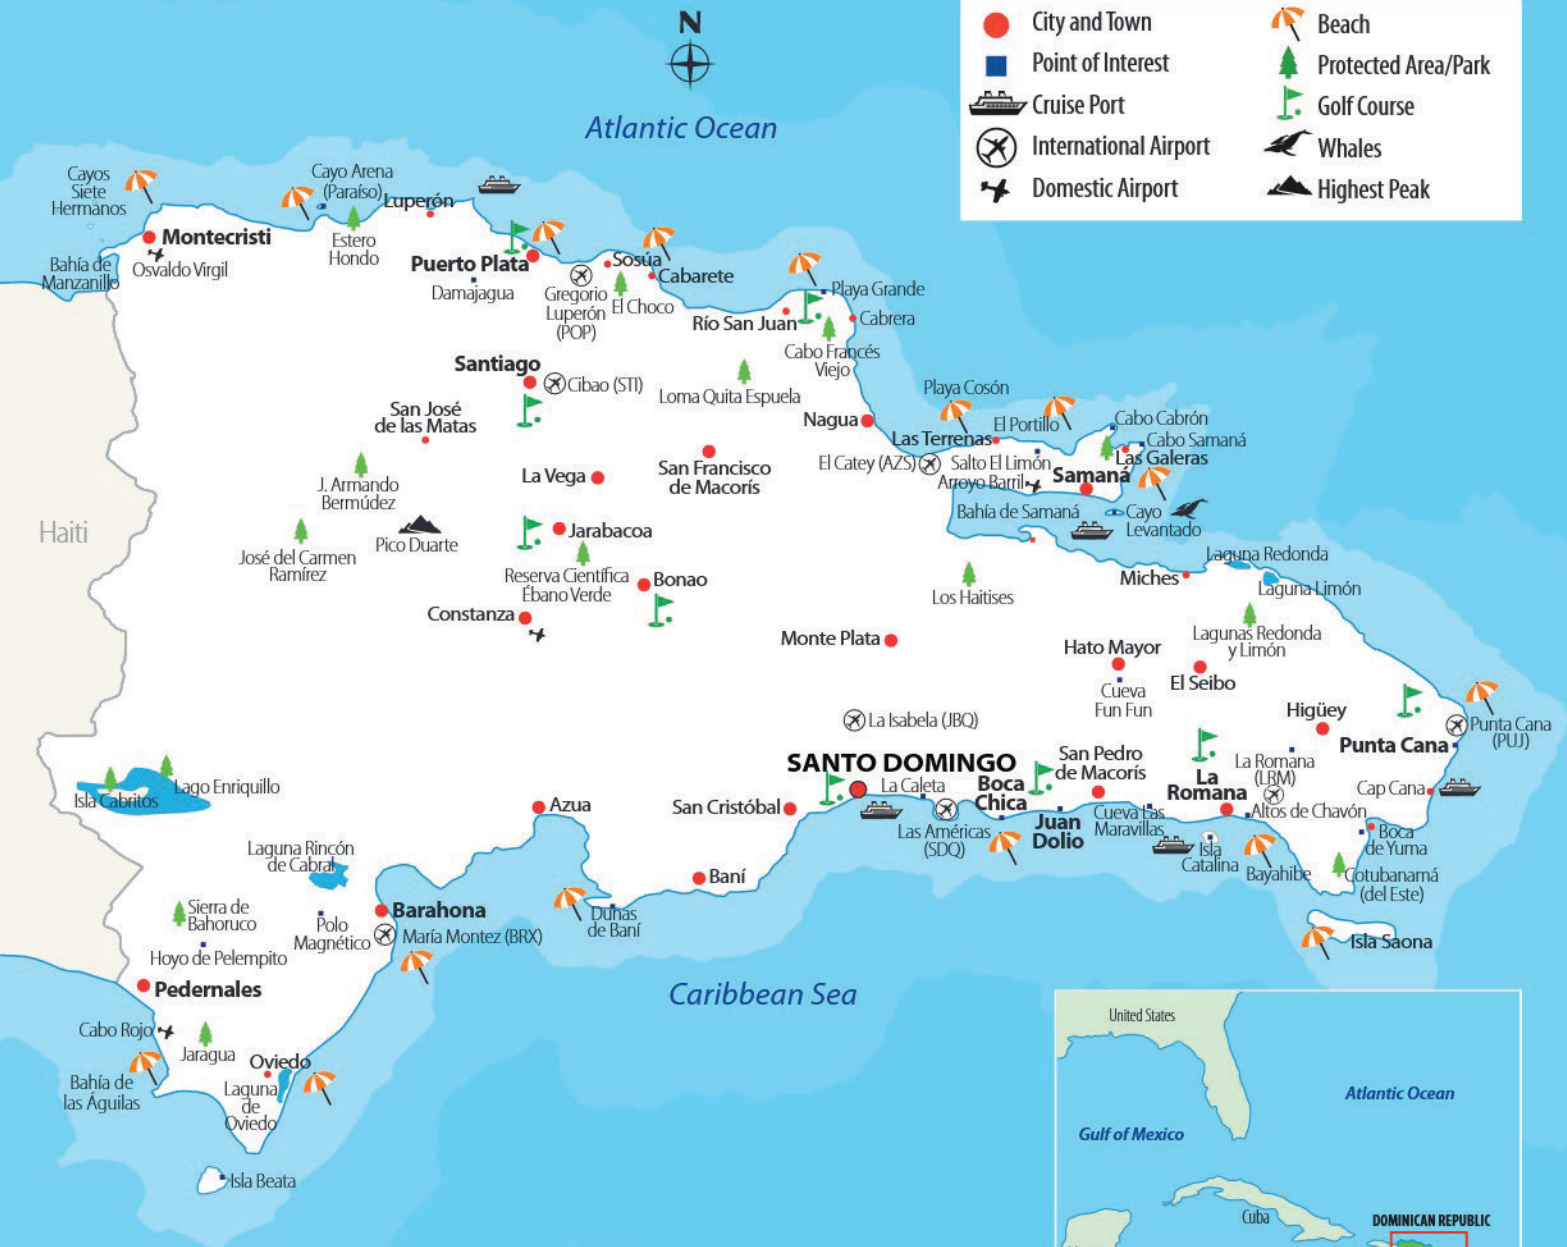 N
Atlantic Ocean
City and Town
Point of Interest
Cruise Port
International Airport
Domestic Airport
Beach
Protected Area/Park
Golf Course
Whales
Highest Peak
Cayos
Siete
Hermanos
Cayo Arena
(Paraíso)
Luperón
Montecristi
Osvaldo Virgil
Bahía de
Manzanillo
Estero
Hondo
Puerto Plata
Damajagua
Sosúa
Cabarete
Gregorio
Luperón
(POP)
El Choco
Playa Grande
Río San Juan
Cabrera
Cabo Francés
Viejo
Santiago
Cibao (STI)
Loma Quita Espuela
San José
de las Matas
Nagua
Playa Cosón
El Portillo
Cabo Cabrón
Cabo Samaná
Las Terrenas
Las Galeras
El Catey (AZS)
Salto El Limón
Arroyo Barril
Samaná
La Vega
San Francisco
de Macorís
J. Armando
Bermúdez
Bahía de Samaná
Cayo
Levantado
Haiti
Pico Duarte
Jarabacoa
José del Carmen
Ramírez
Reserva Científica
Ébano Verde
Bonao
Constanza
Los Haitises
Miches
Laguna Redonda
Laguna Limón
Lagunas Redonda
y Limón
Monte Plata
Hato Mayor
Cueva
Fun Fun
El Seibo
Higüey
La Isabela (JBQ)
Punta Cana
Punta Cana
(PUJ)
SANTO DOMINGO
La Caleta
Boca
Chica
San Pedro
de Macorís
La
Romana
La Romana
(LRM)
Cap Cana
Isla Cabritos
Lago Enriquillo
Azua
San Cristóbal
Las Américas
(SDQ)
Juan
Dolio
Cueva Las
Maravillas
Altos de Chavón
Isla
Catalina
Bayahibe
Boca
de Yuma
Cotubanamá
(del Este)
Isla Saona
Laguna Rincón
de Cabral
Baní
Dunas
de Baní
Sierra de
Bahoruco
Polo
Magnético
Barahona
María Montez (BRX)
Hoyo de Pelempito
Pedernales
Caribbean Sea
Cabo Rojo
Jaragua
Oviedo
Bahía de
las Águilas
Laguna
de
Oviedo
Isla Beata
United States
Atlantic Ocean
Gulf of Mexico
Cuba
DOMINICAN REPUBLIC